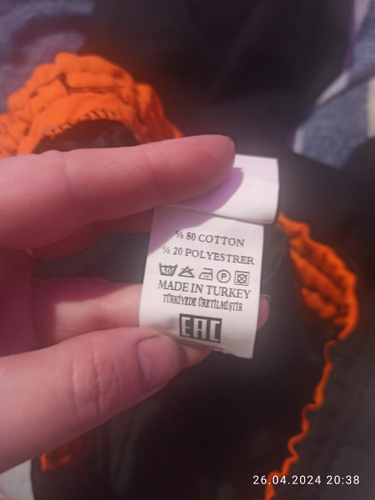 % 80 COTTON
% 20 POLYESTRER
MADE IN TURKEY
TÜRKİYEDE ÜRETİLMİŞTİR
EAC
26.04.2024 20:38